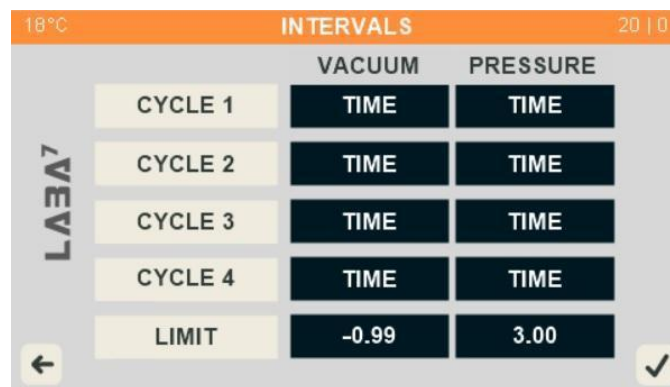 18°C INTERVALS 20 | 0
VACUUM PRESSURE
CYCLE 1 TIME TIME
CYCLE 2 TIME TIME
CYCLE 3 TIME TIME
CYCLE 4 TIME TIME
LIMIT -0.99 3.00
LABA7